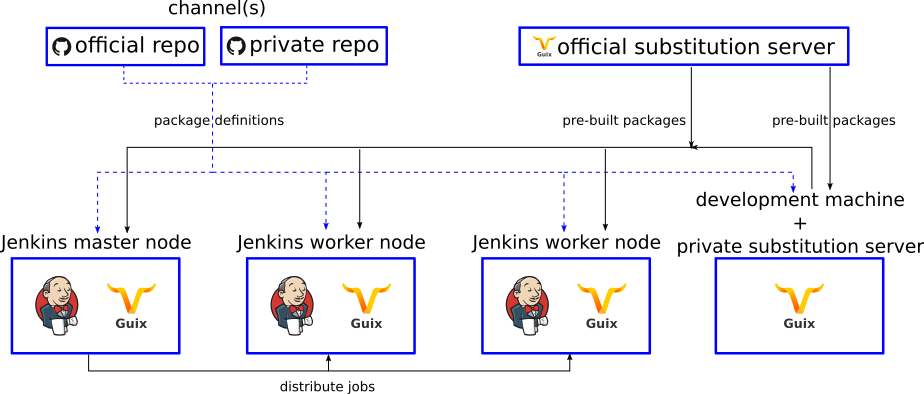 channel(s)
official repo
private repo
Guix
official substitution server
package definitions
pre-built packages
pre-built packages
development machine
+
private substitution server
Jenkins master node
Jenkins worker node
Jenkins worker node
Guix
Guix
Guix
Guix
distribute jobs